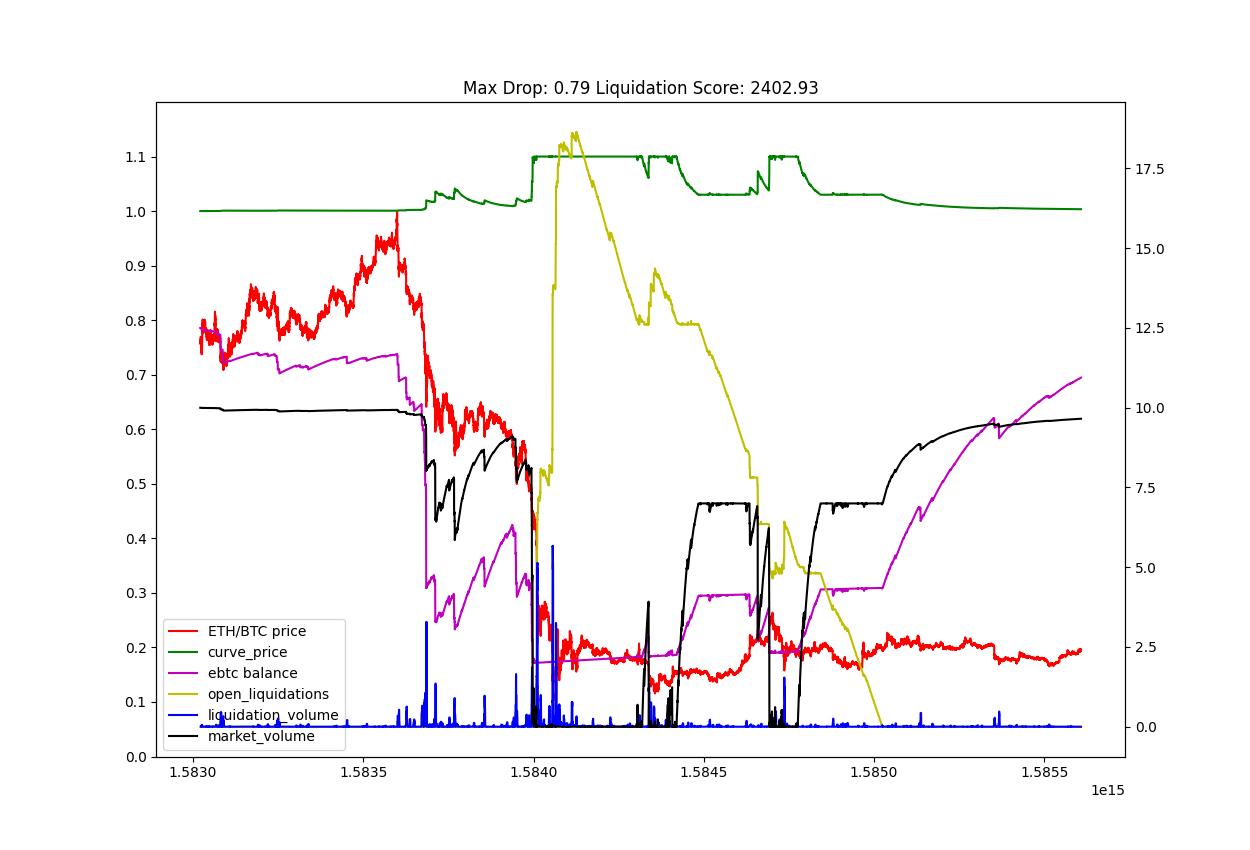 Max Drop: 0.79 Liquidation Score: 2402.93
1.1
1.0
0.9
0.8
0.7
0.6
0.5
0.4
0.3
0.2
0.1
0.0
17.5
15.0
12.5
10.0
7.5
5.0
2.5
0.0
ETH/BTC price
curve_price
ebtc balance
open_liquidations
liquidation_volume
market_volume
1.5830 1.5835 1.5840 1.5845 1.5850 1.5855
1e15